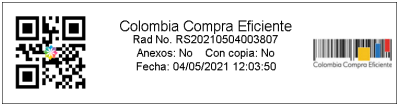 Colombia Compra Eficiente
Rad No. RS20210504003807
Anexos: No Con copia: No
Fecha: 04/05/2021 12:03:50
Colombia Compra Eficiente